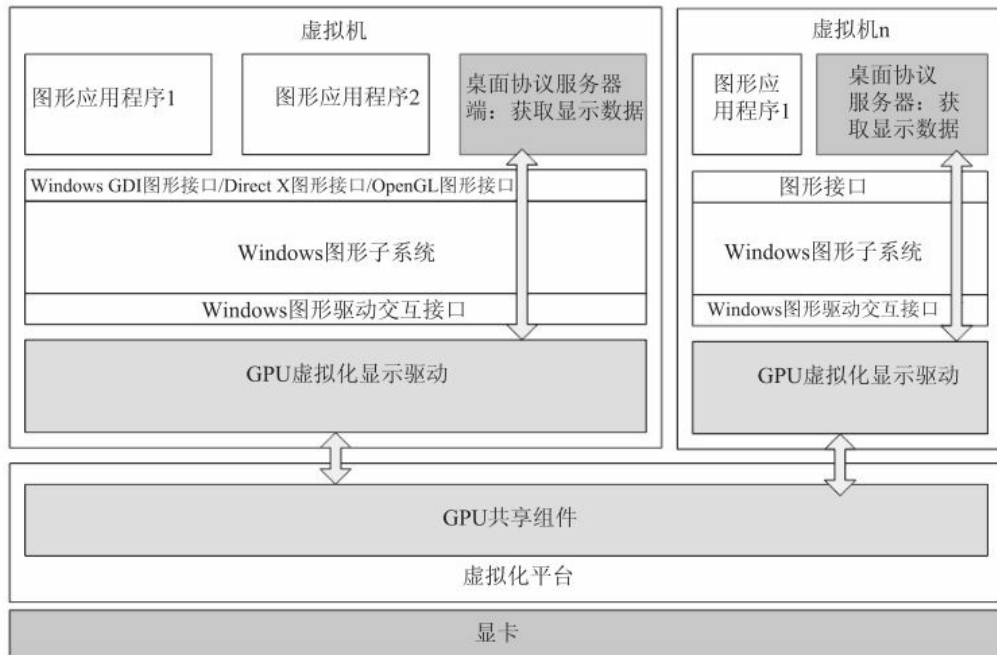 虚拟机
图形应用程序1
图形应用程序2
桌面协议服务器
端：获取显示数据
Windows GDI图形接口/Direct X图形接口/OpenGL图形接口
Windows图形子系统
Windows图形驱动交互接口
GPU虚拟化显示驱动
虚拟机n
图形应
用程序1
桌面协议
服务器：获
取显示数据
图形接口
Windows图形子系统
Windows图形驱动交互接口
GPU虚拟化显示驱动
GPU共享组件
虚拟化平台
显卡